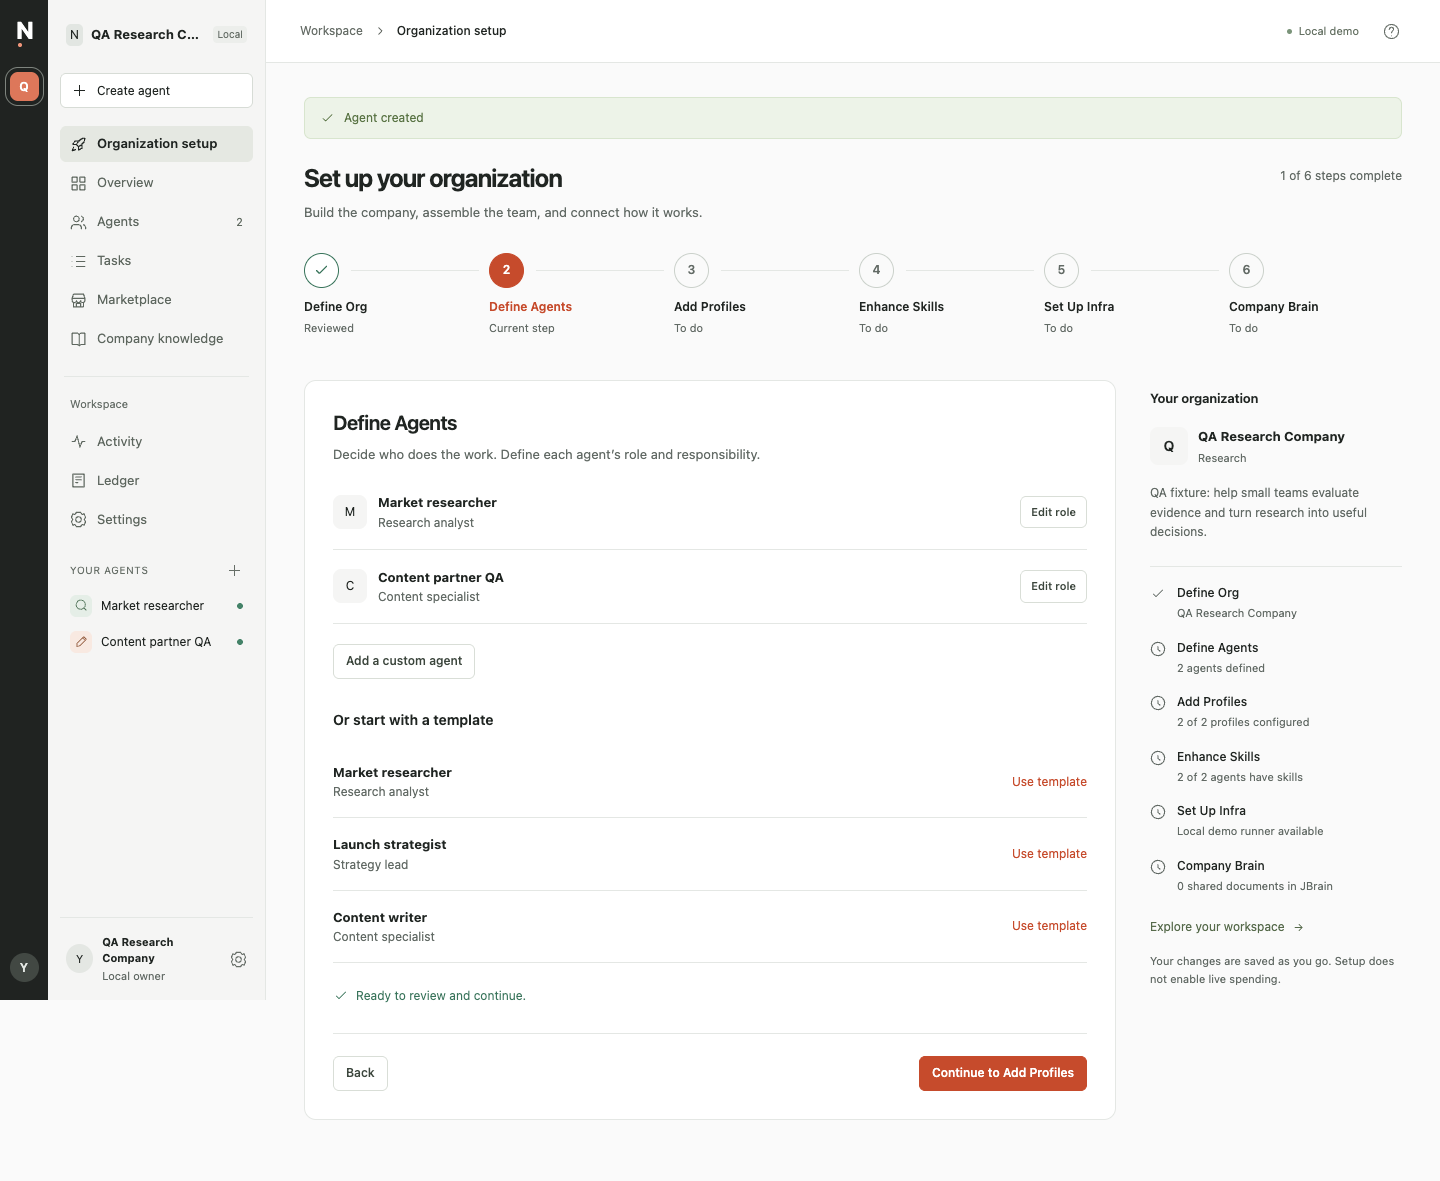 N
Q
Y
N QA Research C... Local
Create agent
Organization setup
Overview
Agents 2
Tasks
Marketplace
Company knowledge
Workspace
Activity
Ledger
Settings
YOUR AGENTS
Market researcher
Content partner QA
Y
QA Research
Company
Local owner
Workspace > Organization setup
Local demo
?
Agent created
Set up your organization
1 of 6 steps complete
Build the company, assemble the team, and connect how it works.
Define Org
Reviewed
2
Define Agents
Current step
3
Add Profiles
To do
4
Enhance Skills
To do
5
Set Up Infra
To do
6
Company Brain
To do
Define Agents
Decide who does the work. Define each agent’s role and responsibility.
M
Market researcher
Research analyst
Edit role
C
Content partner QA
Content specialist
Edit role
Add a custom agent
Or start with a template
Market researcher
Research analyst
Use template
Launch strategist
Strategy lead
Use template
Content writer
Content specialist
Use template
Ready to review and continue.
Back
Continue to Add Profiles
Your organization
Q
QA Research Company
Research
QA fixture: help small teams evaluate
evidence and turn research into useful
decisions.
Define Org
QA Research Company
Define Agents
2 agents defined
Add Profiles
2 of 2 profiles configured
Enhance Skills
2 of 2 agents have skills
Set Up Infra
Local demo runner available
Company Brain
0 shared documents in JBrain
Explore your workspace →
Your changes are saved as you go. Setup does
not enable live spending.